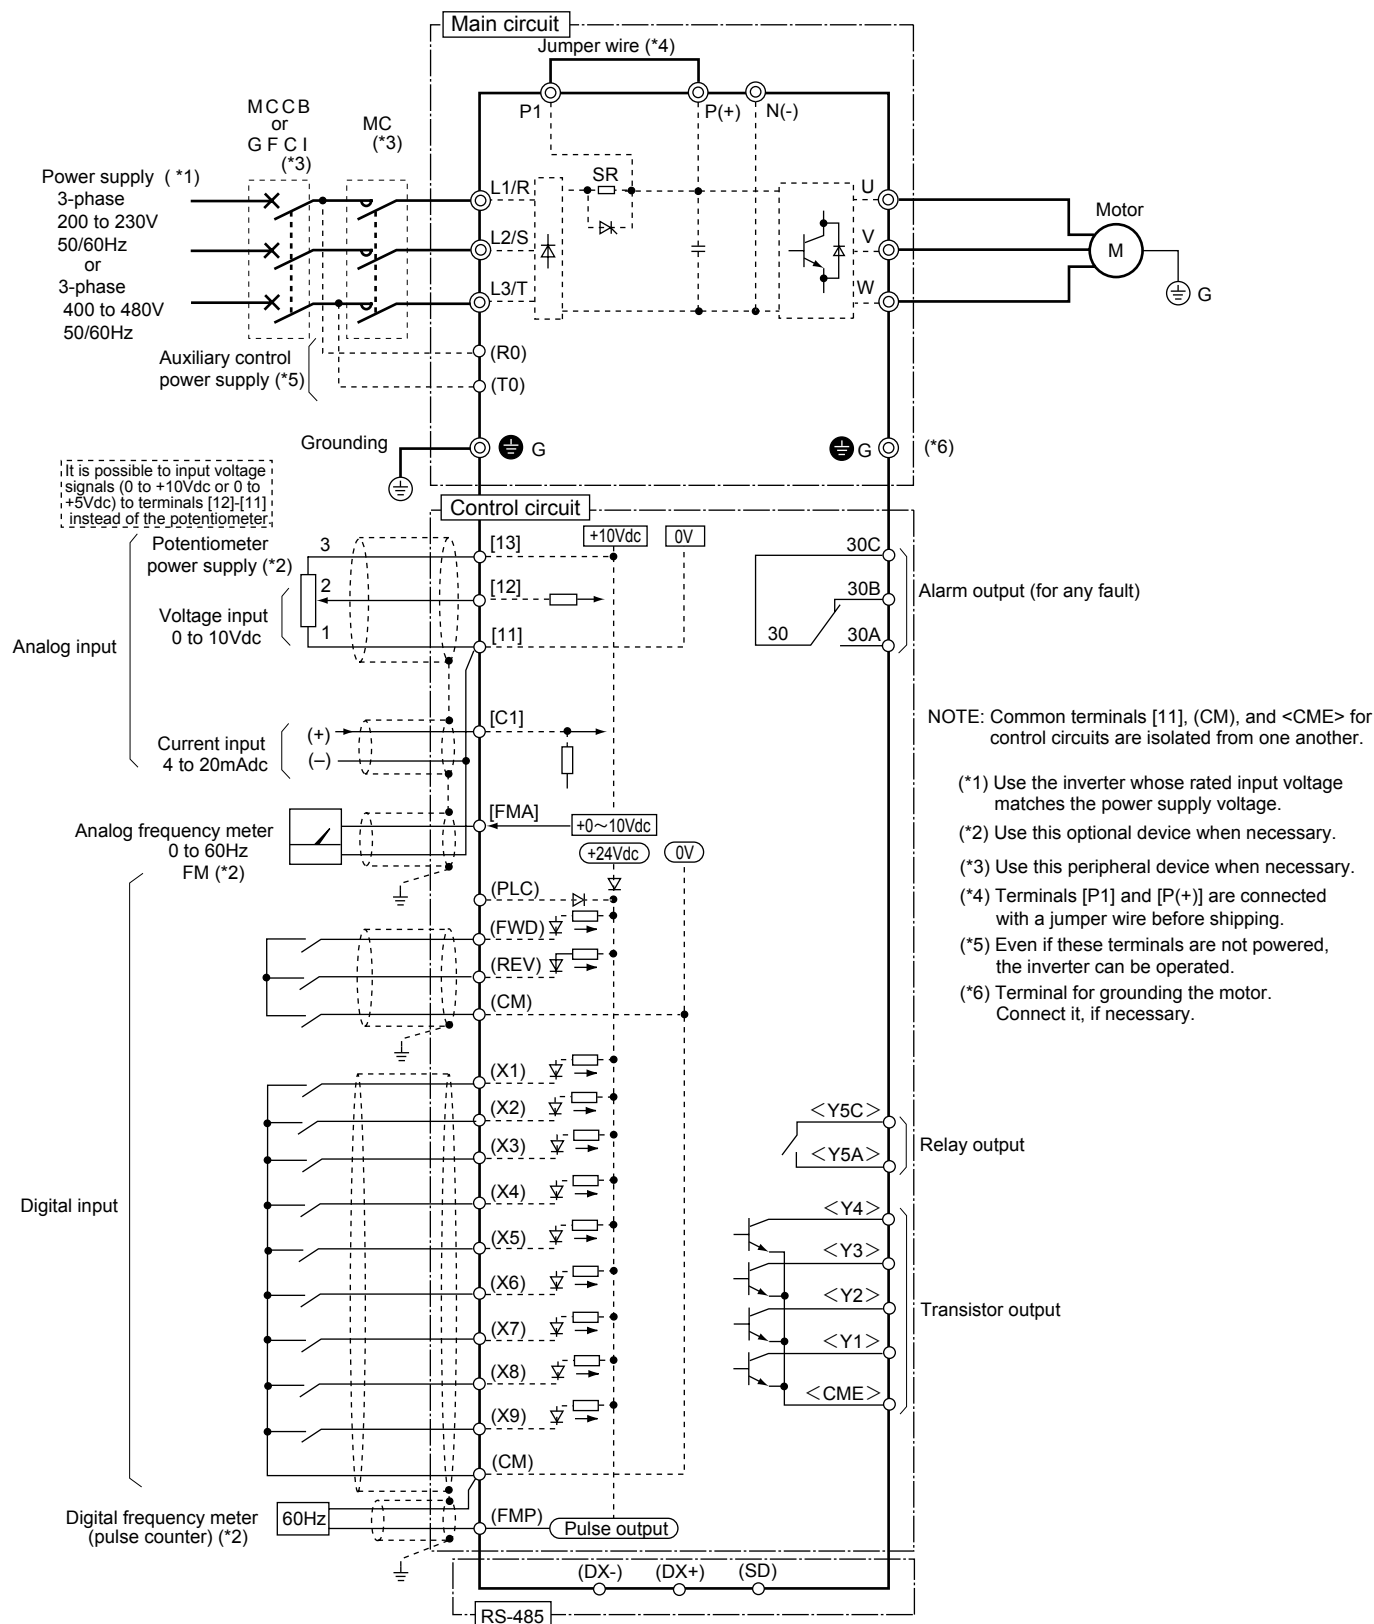 Main circuit
Jumper wire (*4)
P1
P(+)
N(-)
MCCB
or
GFCI
(*3)
MC
(*3)
Power supply (*1)
3-phase
200 to 230V
50/60Hz
or
3-phase
400 to 480V
50/60Hz
L1/R
L2/S
L3/T
SR
U
V
W
Motor
M
G
Auxiliary control
power supply (*5)
(R0)
(T0)
Grounding
G
G
(*6)
It is possible to input voltage
signals (0 to +10Vdc or 0 to
+5Vdc) to terminals [12]-[11]
instead of the potentiometer.
Control circuit
+10Vdc
0V
Potentiometer
power supply (*2)
3
2
1
[13]
[12]
[11]
Voltage input
0 to 10Vdc
Analog input
30C
30B
30
30A
Alarm output (for any fault)
[C1]
(+)
(–)
Current input
4 to 20mAdc
[FMA]
+0～10Vdc
Analog frequency meter
0 to 60Hz
FM (*2)
+24Vdc
0V
NOTE: Common terminals [11], (CM), and <CME> for
control circuits are isolated from one another.
(*1) Use the inverter whose rated input voltage
matches the power supply voltage.
(*2) Use this optional device when necessary.
(*3) Use this peripheral device when necessary.
(*4) Terminals [P1] and [P(+)] are connected
with a jumper wire before shipping.
(*5) Even if these terminals are not powered,
the inverter can be operated.
(*6) Terminal for grounding the motor.
Connect it, if necessary.
(PLC)
(FWD)
(REV)
(CM)
(X1)
(X2)
(X3)
(X4)
(X5)
(X6)
(X7)
(X8)
(X9)
(CM)
Digital input
<Y5C>
<Y5A>
Relay output
<Y4>
<Y3>
<Y2>
<Y1>
<CME>
Transistor output
Digital frequency meter
(pulse counter) (*2)
60Hz
(FMP)
Pulse output
(DX-)
(DX+)
(SD)
RS-485